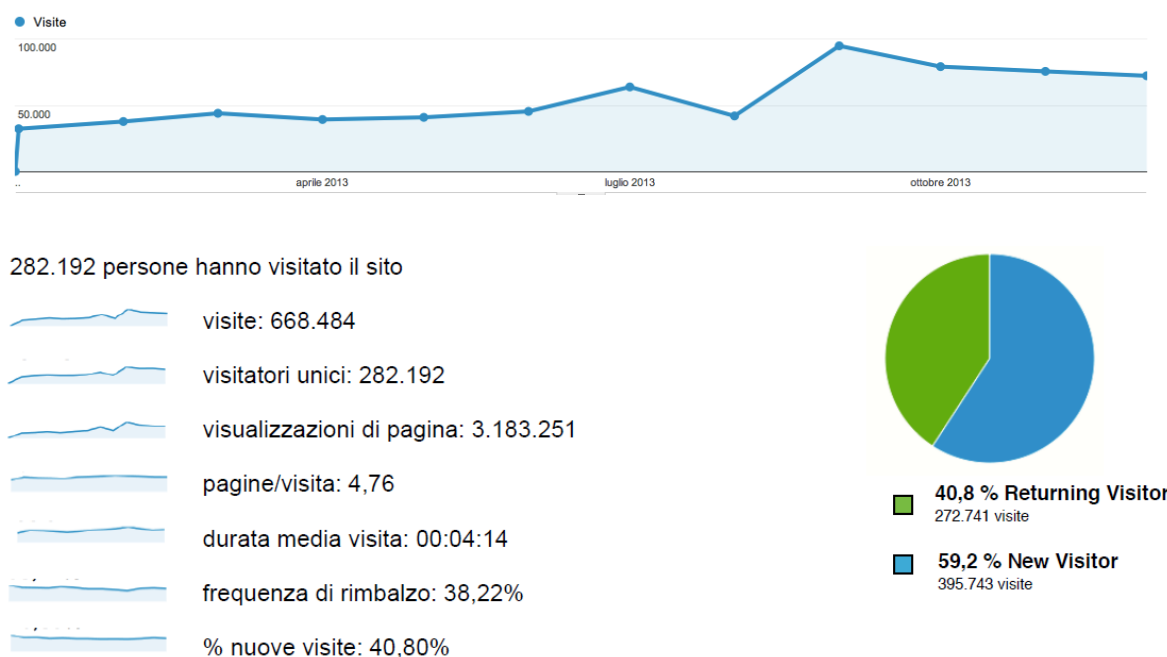 Visite
100.000
50.000
..
aprile 2013
luglio 2013
ottobre 2013
282.192 persone hanno visitato il sito
visite: 668.484
visitatori unici: 282.192
visualizzazioni di pagina: 3.183.251
pagine/visita: 4,76
durata media visita: 00:04:14
frequenza di rimbalzo: 38,22%
% nuove visite: 40,80%
40,8 % Returning Visitor
272.741 visite
59,2 % New Visitor
395.743 visite